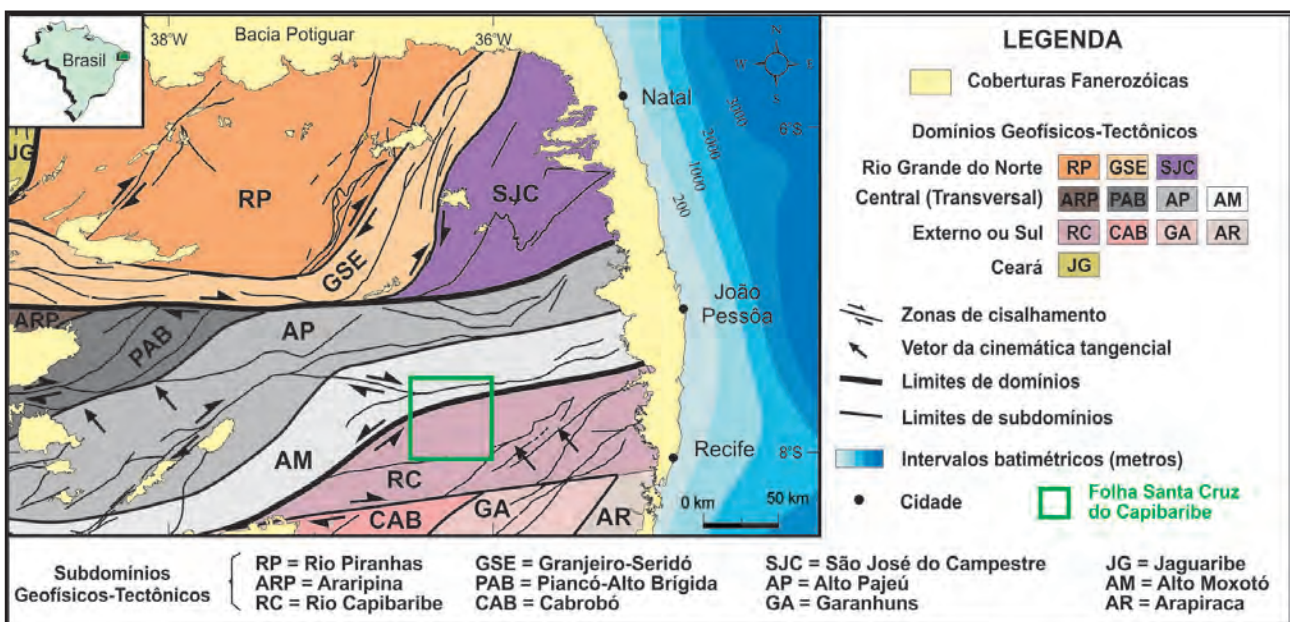 Brasil
38°W
Bacia Potiguar
36°W
N
W
E
S
Natal
6°S
3000
2000
1000
200
JG
RP
SJC
GSE
João
Pessôa
ARP
PAB
AP
AM
RC
Recife
8°S
CAB
GA
AR
0 km
50 km
LEGENDA
Coberturas Fanerozóicas
Domínios Geofísicos-Tectônicos
Rio Grande do Norte RP GSE SJC
Central (Transversal) ARP PAB AP AM
Externo ou Sul RC CAB GA AR
Ceará JG
Zonas de cisalhamento
Vetor da cinemática tangencial
Limites de domínios
Limites de subdomínios
Intervalos batimétricos (metros)
Cidade
Folha Santa Cruz
do Capibaribe
Subdomínios
Geofísicos-Tectônicos
RP = Rio Piranhas GSE = Granjeiro-Seridó SJC = São José do Campestre JG = Jaguaribe
ARP = Araripina PAB = Piancó-Alto Brígida AP = Alto Pajeú AM = Alto Moxotó
RC = Rio Capibaribe CAB = Cabrobó GA = Garanhuns AR = Arapiraca